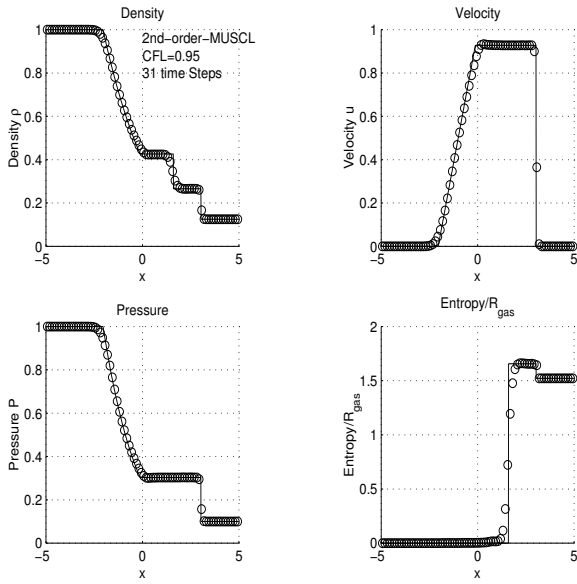 Density
2nd-order-MUSCL
CFL=0.95
31 time Steps
Density ρ
1
0.8
0.6
0.4
0.2
0
−5
0
5
x
Velocity
Velocity u
1
0.8
0.6
0.4
0.2
0
−5
0
5
x
Pressure
Pressure P
1
0.8
0.6
0.4
0.2
0
−5
0
5
x
Entropy/R_gas
Entropy/R_gas
2
1.5
1
0.5
0
−5
0
5
x